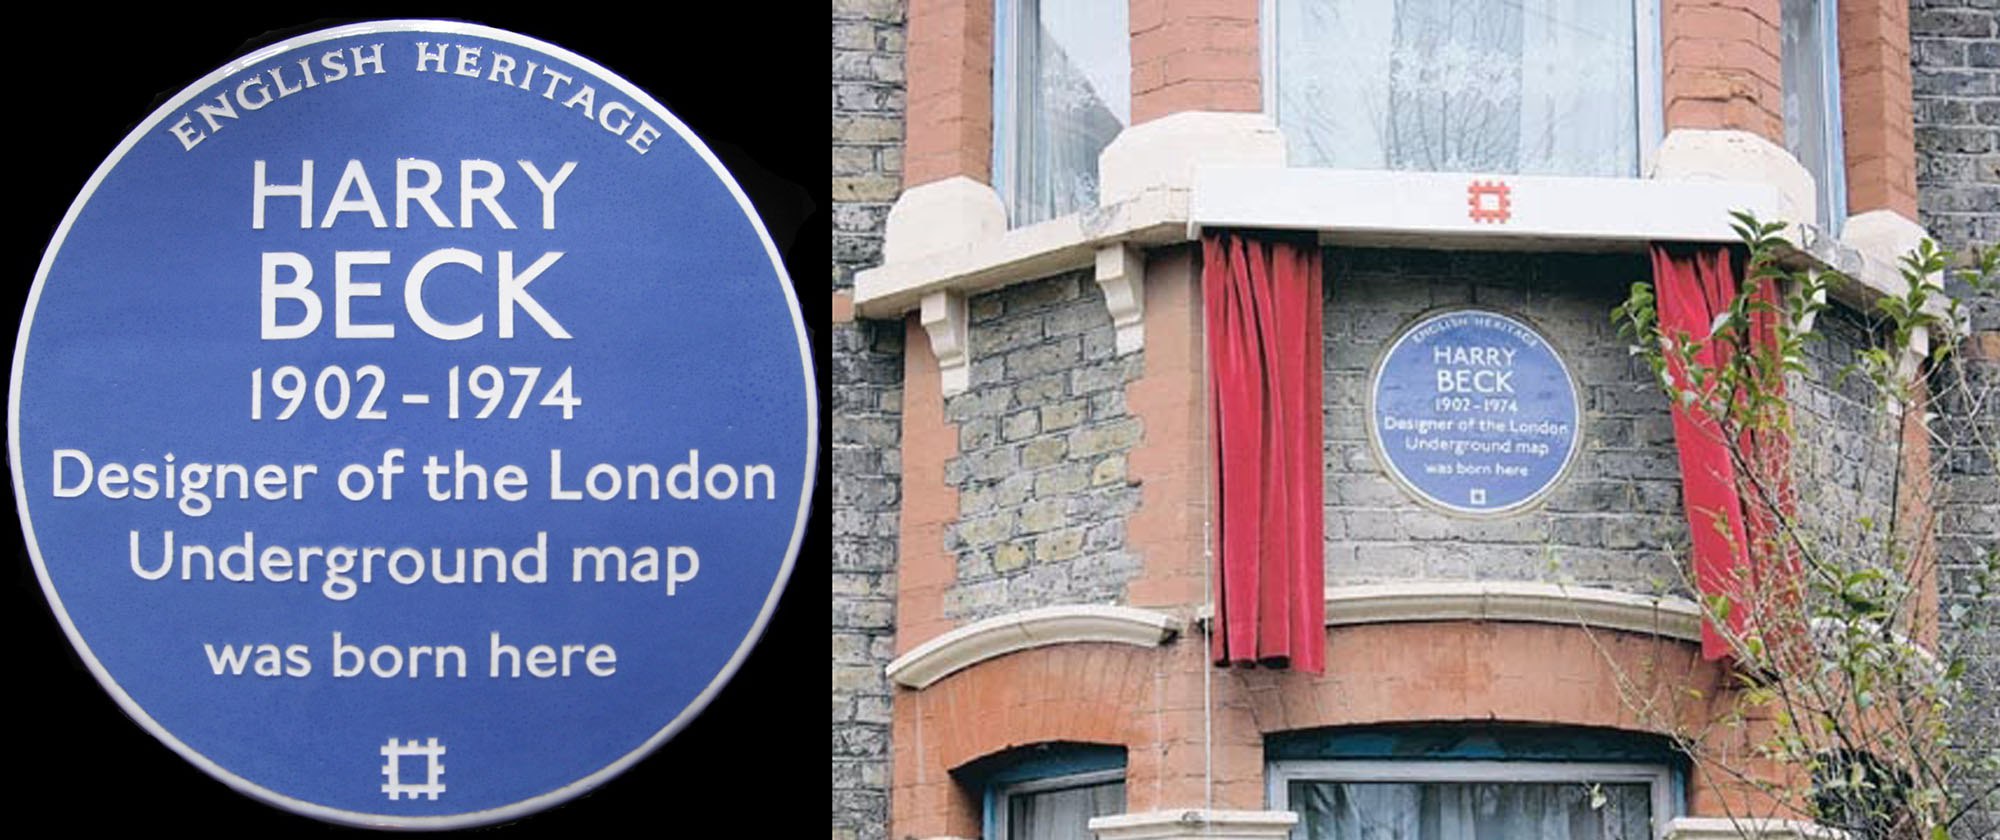 ENGLISH HERITAGE
HARRY
BECK
1902-1974
Designer of the London
Underground map
was born here
ENGLISH HERITAGE
HARRY
BECK
1902-1974
Designer of the London
Underground map
was born here